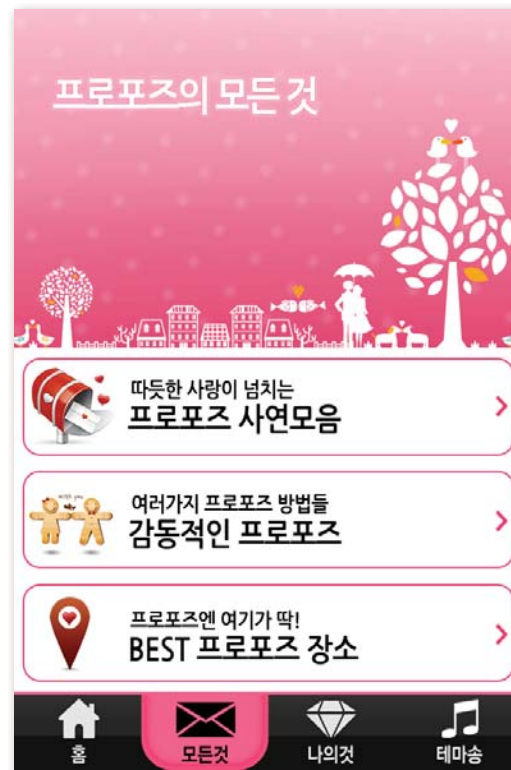 프로포즈의 모든 것
따듯한 사랑이 넘치는
프로포즈 사연모음
여러가지 프로포즈 방법들
감동적인 프로포즈
프로포즈엔 여기가 딱!
BEST 프로포즈 장소
홈
모든것
나의것
테마송